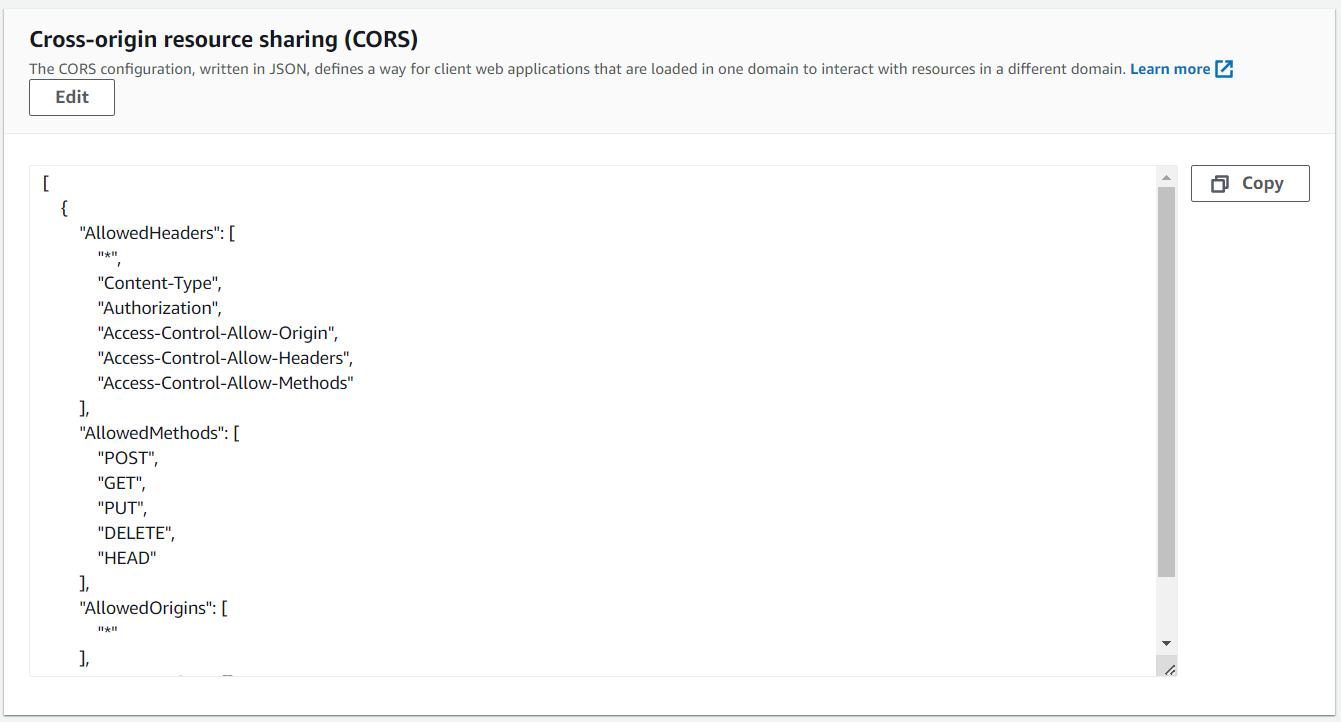 Cross-origin resource sharing (CORS)
The CORS configuration, written in JSON, defines a way for client web applications that are loaded in one domain to interact with resources in a different domain. Learn more
Edit
Copy
[
{
"AllowedHeaders": [
"*",
"Content-Type",
"Authorization",
"Access-Control-Allow-Origin",
"Access-Control-Allow-Headers",
"Access-Control-Allow-Methods"
],
"AllowedMethods": [
"POST",
"GET",
"PUT",
"DELETE",
"HEAD"
],
"AllowedOrigins": [
"*"
],